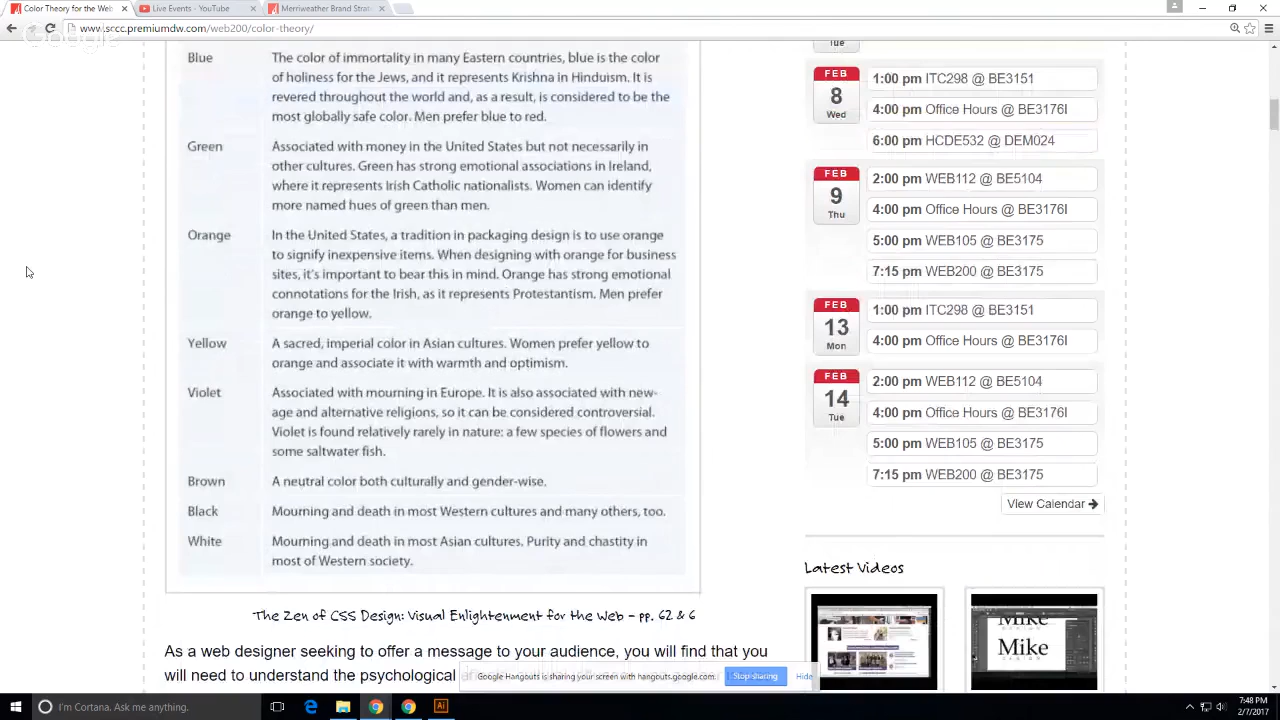 Color Theory for the Web
Live Events - YouTube
Merriweather Brand Strat
www.sccc.premiumdw.com/web200/color-theory/
Google
Blue
The color of immortality in many Eastern countries, blue is the color
of holiness for the Jews, and it represents Krishna in Hinduism. It is
revered throughout the world and, as a result, is considered to be the
most globally safe color. Men prefer blue to red.
Green
Associated with money in the United States but not necessarily in
other cultures. Green has strong emotional associations in Ireland,
where it represents Irish Catholic nationalists. Women can identify
more named hues of green than men.
Orange
In the United States, a tradition in packaging design is to use orange
to signify inexpensive items. When designing with orange for business
sites, it's important to bear this in mind. Orange has strong emotional
connotations for the Irish, as it represents Protestantism. Men prefer
orange to yellow.
Yellow
A sacred, imperial color in Asian cultures. Women prefer yellow to
orange and associate it with warmth and optimism.
Violet
Associated with mourning in Europe. It is also associated with new-
age and alternative religions, so it can be considered controversial.
Violet is found relatively rarely in nature: a few species of flowers and
some saltwater fish.
Brown
A neutral color both culturally and gender-wise.
Black
Mourning and death in most Western cultures and many others, too.
White
Mourning and death in most Asian cultures. Purity and chastity in
most of Western society.
The Zen of CSS Design: Visual Enlightenment for the Web - pp. 62 & 6
As a web designer seeking to offer a message to your audience, you will find that you
will need to understand the psychological
Tue
FEB
8
Wed
1:00 pm ITC298 @ BE3151
4:00 pm Office Hours @ BE3176I
6:00 pm HCDE532 @ DEM024
FEB
9
Thu
2:00 pm WEB112 @ BE5104
4:00 pm Office Hours @ BE3176I
5:00 pm WEB105 @ BE3175
7:15 pm WEB200 @ BE3175
FEB
13
Mon
1:00 pm ITC298 @ BE3151
4:00 pm Office Hours @ BE3176I
FEB
14
Tue
2:00 pm WEB112 @ BE5104
4:00 pm Office Hours @ BE3176I
5:00 pm WEB105 @ BE3175
7:15 pm WEB200 @ BE3175
View Calendar
Latest Videos
Mike
Mike
Google Hangouts is sharing your screen with hangouts.google.com.
Stop sharing
Hide
I'm Cortana. Ask me anything.
Ai
7:48 PM
2/7/2017